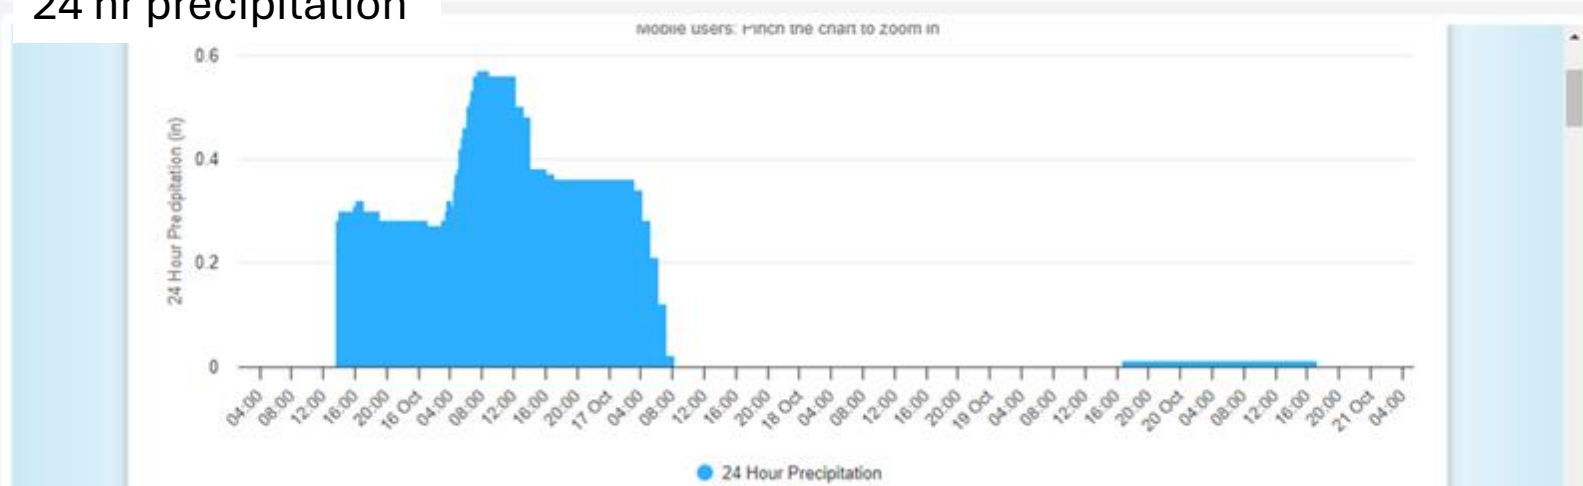 24 hr precipitation
Mobile users: Pinch the chart to zoom in
24 Hour Precipitation (in)
0.6
0.4
0.2
0
04:00 08:00 12:00 16:00 20:00 16 Oct 04:00 08:00 12:00 16:00 20:00 17 Oct 04:00 08:00 12:00 16:00 20:00 18 Oct 04:00 08:00 12:00 16:00 20:00 19 Oct 04:00 08:00 12:00 16:00 20:00 20 Oct 04:00 08:00 12:00 16:00 20:00 21 Oct 04:00
24 Hour Precipitation